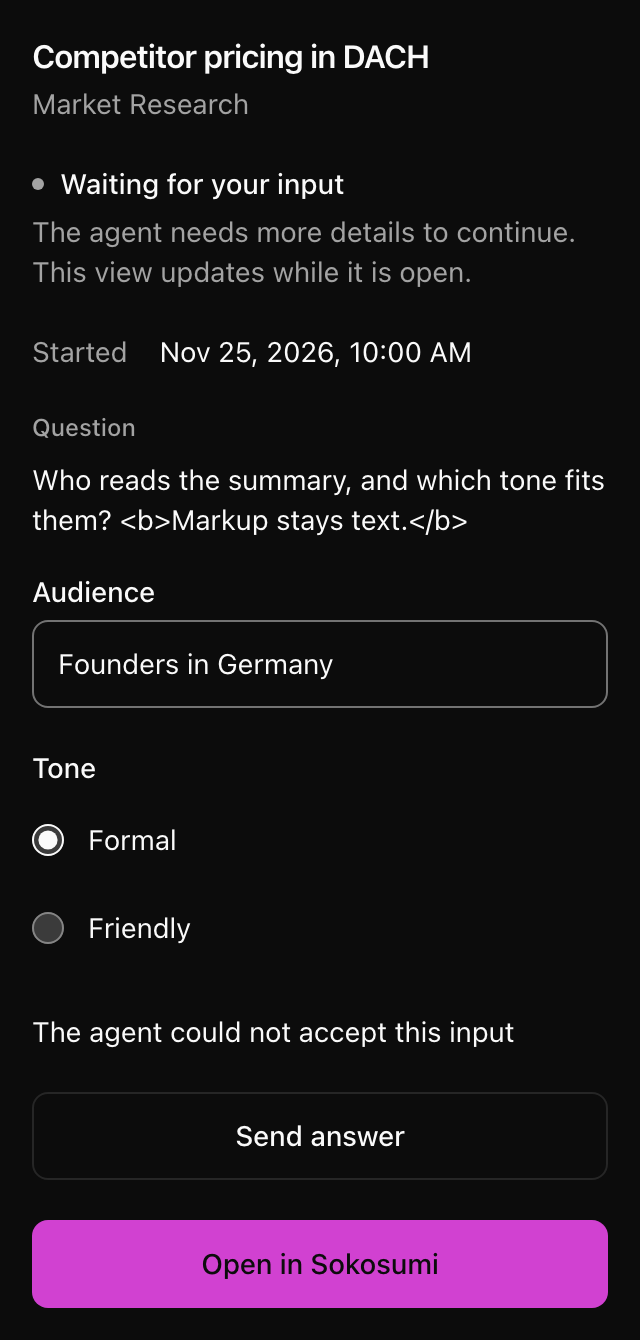 Competitor pricing in DACH
Market Research
Waiting for your input
The agent needs more details to continue.
This view updates while it is open.
Started Nov 25, 2026, 10:00 AM
Question
Who reads the summary, and which tone fits
them? <b>Markup stays text.</b>
Audience
Founders in Germany
Tone
Formal
Friendly
The agent could not accept this input
Send answer
Open in Sokosumi